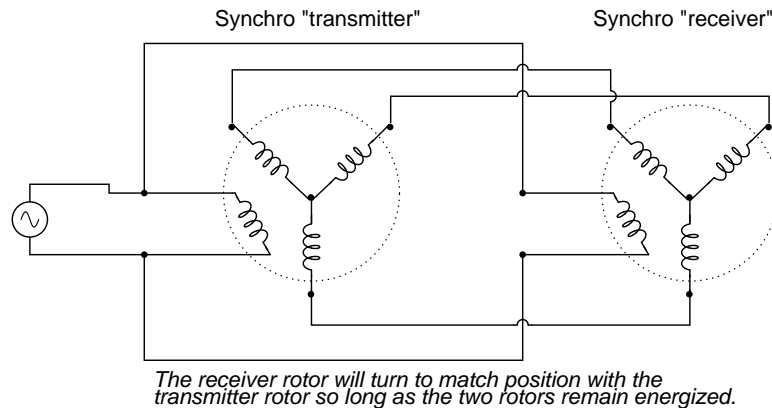 Synchro "transmitter"
Synchro "receiver"
The receiver rotor will turn to match position with the
transmitter rotor so long as the two rotors remain energized.